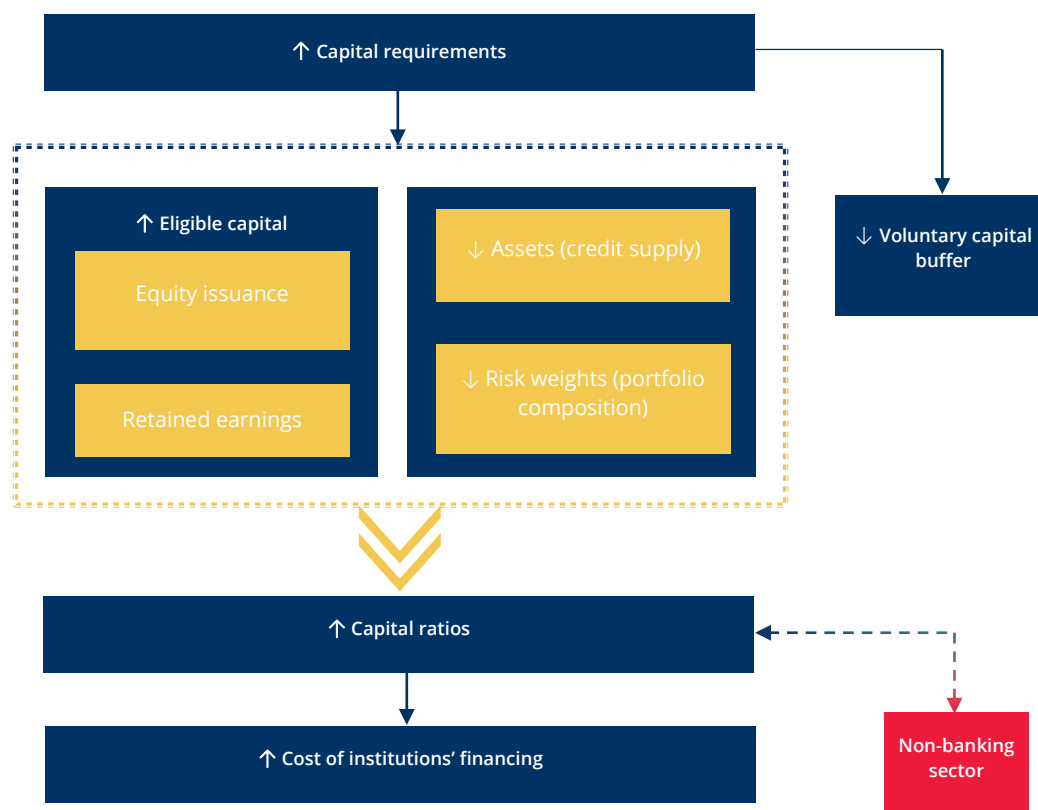 ↑ Capital requirements
↑ Eligible capital
Equity issuance
Retained earnings
↓ Assets (credit supply)
↓ Risk weights (portfolio
composition)
↓ Voluntary capital
buffer
↑ Capital ratios
↑ Cost of institutions’ financing
Non-banking
sector